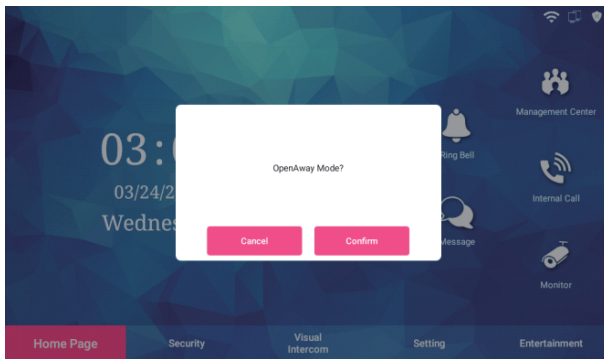 Management Center
03:
Ring Bell
OpenAway Mode?
03/24/2
Internal Call
Wednes
Cancel
Confirm
Message
Monitor
Home Page
Security
Visual
Intercom
Setting
Entertainment